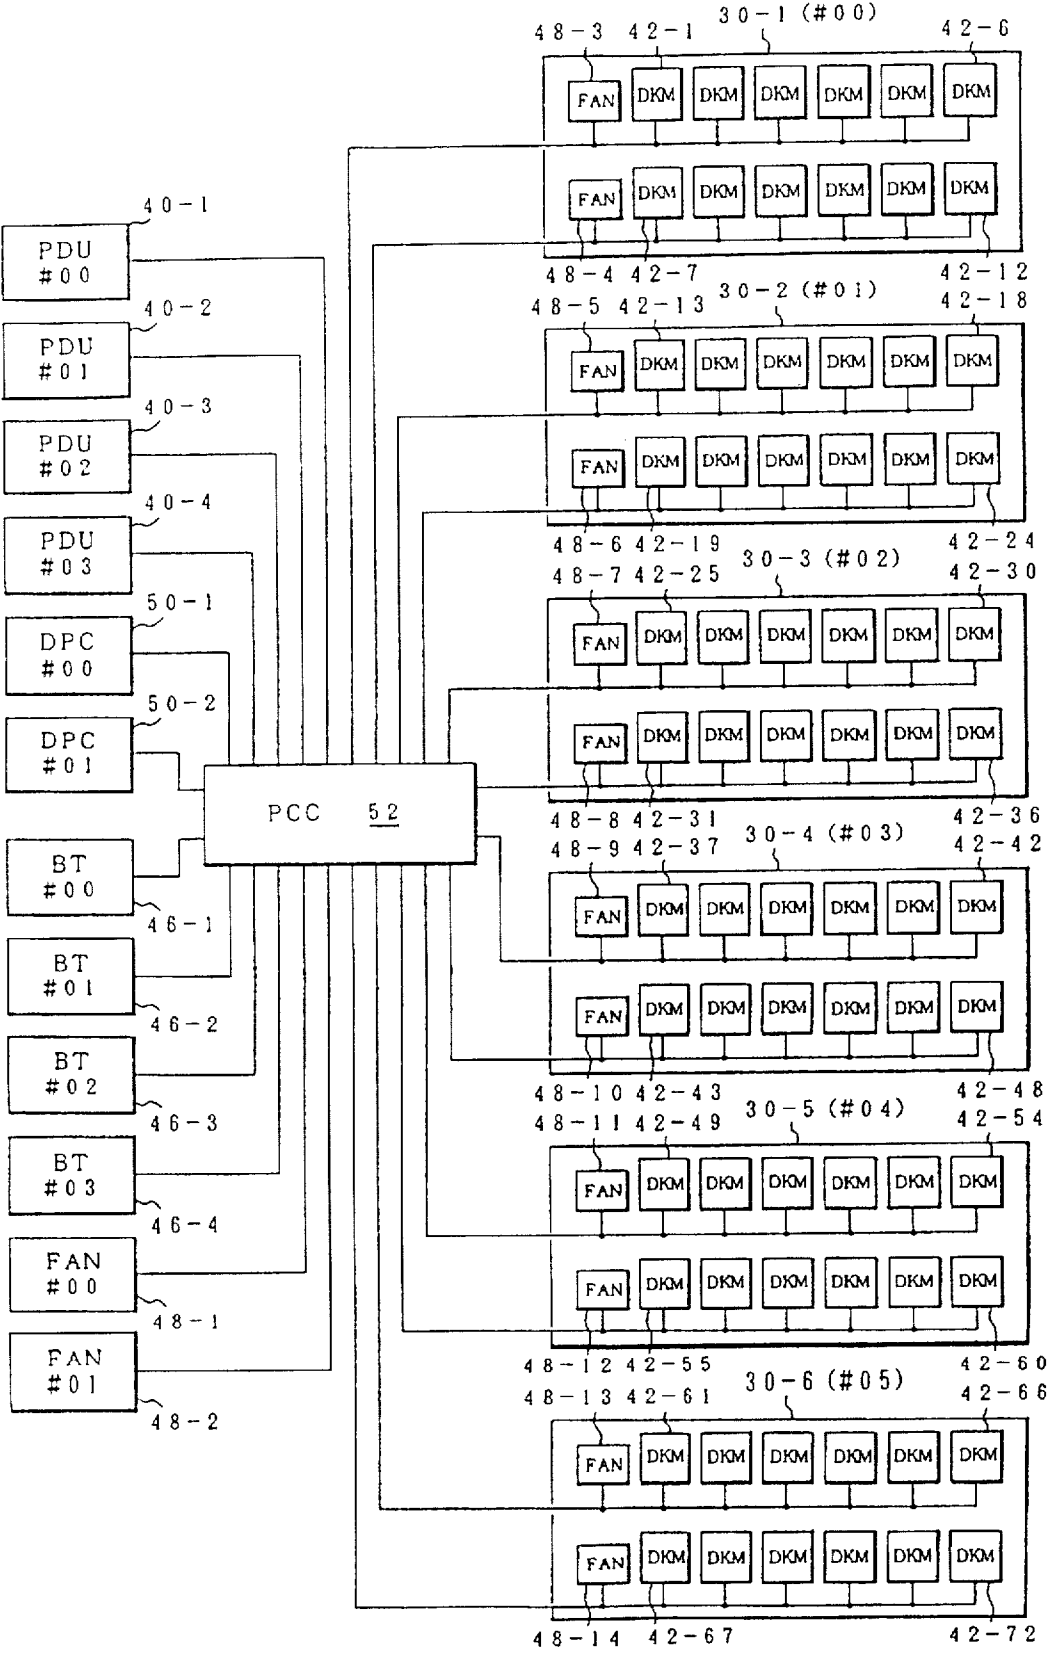 30-1 (#00)
48-3 42-1 42-6
FAN DKM DKM DKM DKM DKM DKM
FAN DKM DKM DKM DKM DKM DKM
48-4 42-7 42-12
30-2 (#01)
48-5 42-13 42-18
FAN DKM DKM DKM DKM DKM DKM
FAN DKM DKM DKM DKM DKM DKM
48-6 42-19 42-24
30-3 (#02)
48-7 42-25 42-30
FAN DKM DKM DKM DKM DKM DKM
FAN DKM DKM DKM DKM DKM DKM
48-8 42-31 42-36
30-4 (#03)
48-9 42-37 42-42
FAN DKM DKM DKM DKM DKM DKM
FAN DKM DKM DKM DKM DKM DKM
48-10 42-43 42-48
30-5 (#04)
48-11 42-49 42-54
FAN DKM DKM DKM DKM DKM DKM
FAN DKM DKM DKM DKM DKM DKM
48-12 42-55 42-60
30-6 (#05)
48-13 42-61 42-66
FAN DKM DKM DKM DKM DKM DKM
FAN DKM DKM DKM DKM DKM DKM
48-14 42-67 42-72
40-1
PDU
#00
40-2
PDU
#01
40-3
PDU
#02
40-4
PDU
#03
50-1
DPC
#00
50-2
DPC
#01
PCC 52
BT
#00
46-1
BT
#01
46-2
BT
#02
46-3
BT
#03
46-4
FAN
#00
48-1
FAN
#01
48-2